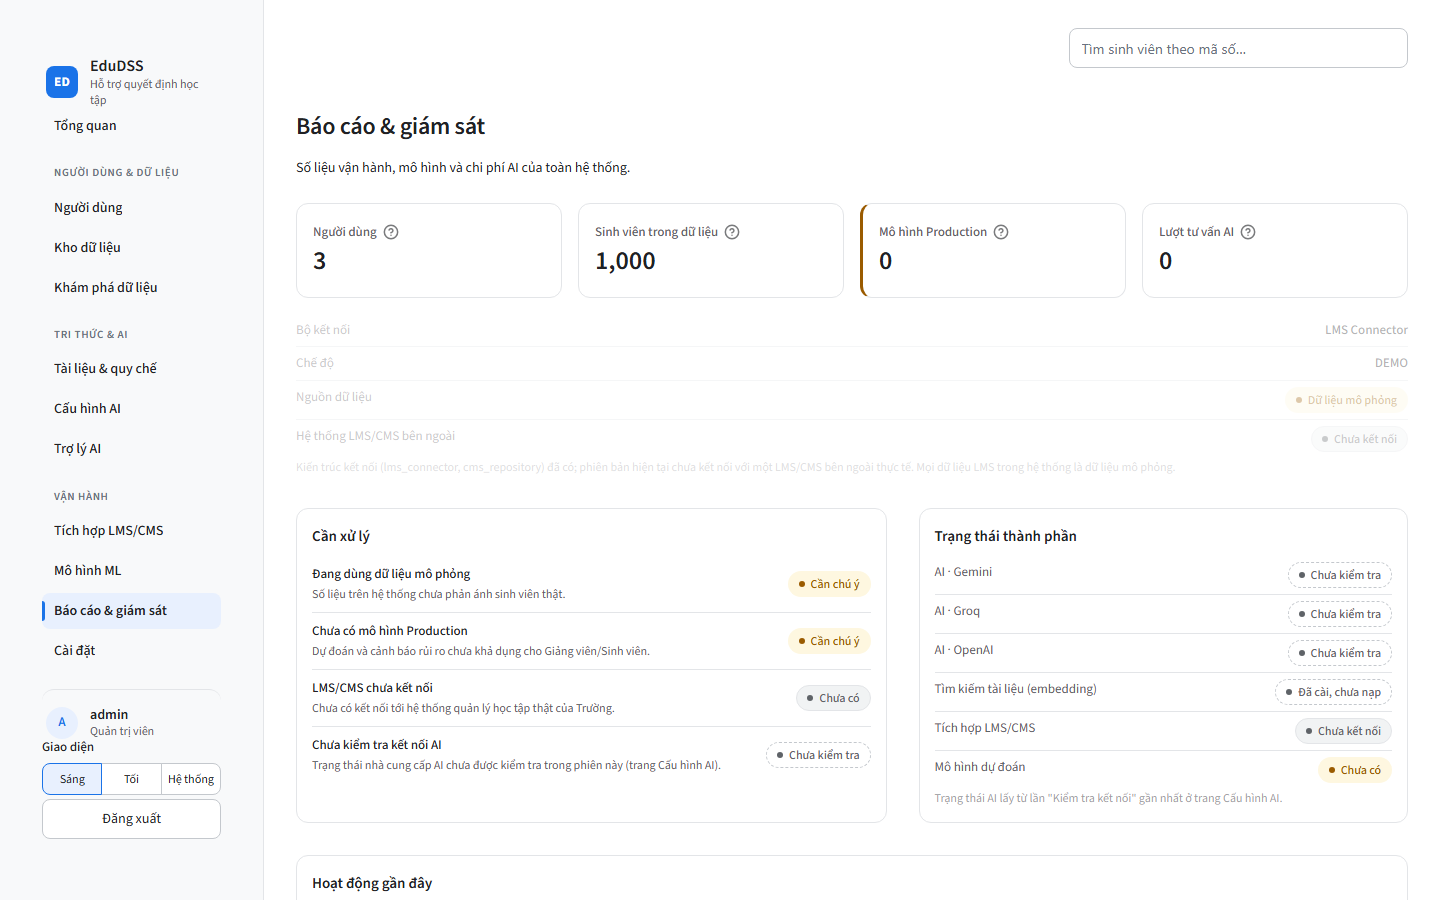 ED
EduDSS
Hỗ trợ quyết định học
tập
Tổng quan
NGƯỜI DÙNG & DỮ LIỆU
Người dùng
Kho dữ liệu
Khám phá dữ liệu
TRI THỨC & AI
Tài liệu & quy chế
Cấu hình AI
Trợ lý AI
VẬN HÀNH
Tích hợp LMS/CMS
Mô hình ML
Báo cáo & giám sát
Cài đặt
A
admin
Quản trị viên
Giao diện
Sáng Tối Hệ thống
Đăng xuất
Tìm sinh viên theo mã số...
Báo cáo & giám sát
Số liệu vận hành, mô hình và chi phí AI của toàn hệ thống.
Người dùng ?
3
Sinh viên trong dữ liệu ?
1,000
Mô hình Production ?
0
Lượt tư vấn AI ?
0
Bộ kết nối LMS Connector
Chế độ DEMO
Nguồn dữ liệu Dữ liệu mô phỏng
Hệ thống LMS/CMS bên ngoài Chưa kết nối
Kiến trúc kết nối (lms_connector, cms_repository) đã có; phiên bản hiện tại chưa kết nối với một LMS/CMS bên ngoài thực tế. Mọi dữ liệu LMS trong hệ thống là dữ liệu mô phỏng.
Cần xử lý
Đang dùng dữ liệu mô phỏng
Số liệu trên hệ thống chưa phản ánh sinh viên thật.
Cần chú ý
Chưa có mô hình Production
Dự đoán và cảnh báo rủi ro chưa khả dụng cho Giảng viên/Sinh viên.
Cần chú ý
LMS/CMS chưa kết nối
Chưa có kết nối tới hệ thống quản lý học tập thật của Trường.
Chưa có
Chưa kiểm tra kết nối AI
Trạng thái nhà cung cấp AI chưa được kiểm tra trong phiên này (trang Cấu hình AI).
Chưa kiểm tra
Trạng thái thành phần
AI · Gemini Chưa kiểm tra
AI · Groq Chưa kiểm tra
AI · OpenAI Chưa kiểm tra
Tìm kiếm tài liệu (embedding) Đã cài, chưa nạp
Tích hợp LMS/CMS Chưa kết nối
Mô hình dự đoán Chưa có
Trạng thái AI lấy từ lần "Kiểm tra kết nối" gần nhất ở trang Cấu hình AI.
Hoạt động gần đây